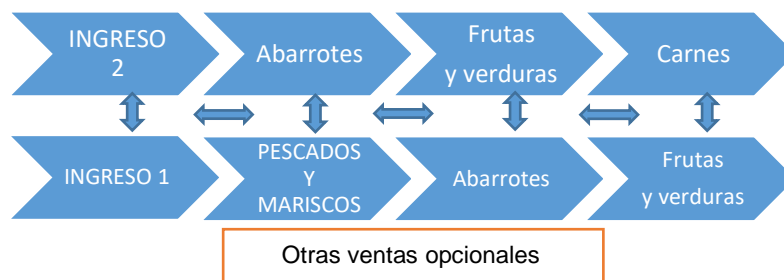 INGRESO
2
Abarrotes
Frutas
y verduras
Carnes
INGRESO 1
PESCADOS
Y
MARISCOS
Abarrotes
Frutas
y verduras
Otras ventas opcionales